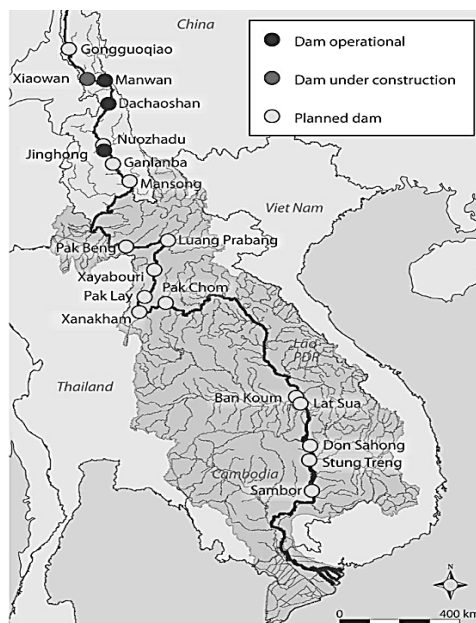 China
Gongguoqiao
Xiaowan
Manwan
Dachaoshan
Nuozhadu
Jinghong
Ganlanba
Mansong
Viet Nam
Pak Beng
Luang Prabang
Xayabouri
Pak Lay
Pak Chom
Xanakham
Lao
PDR
Thailand
Ban Koum
Lat Sua
Don Sahong
Stung Treng
Cambodia
Sambor
Dam operational
Dam under construction
Planned dam
N
0
400 km